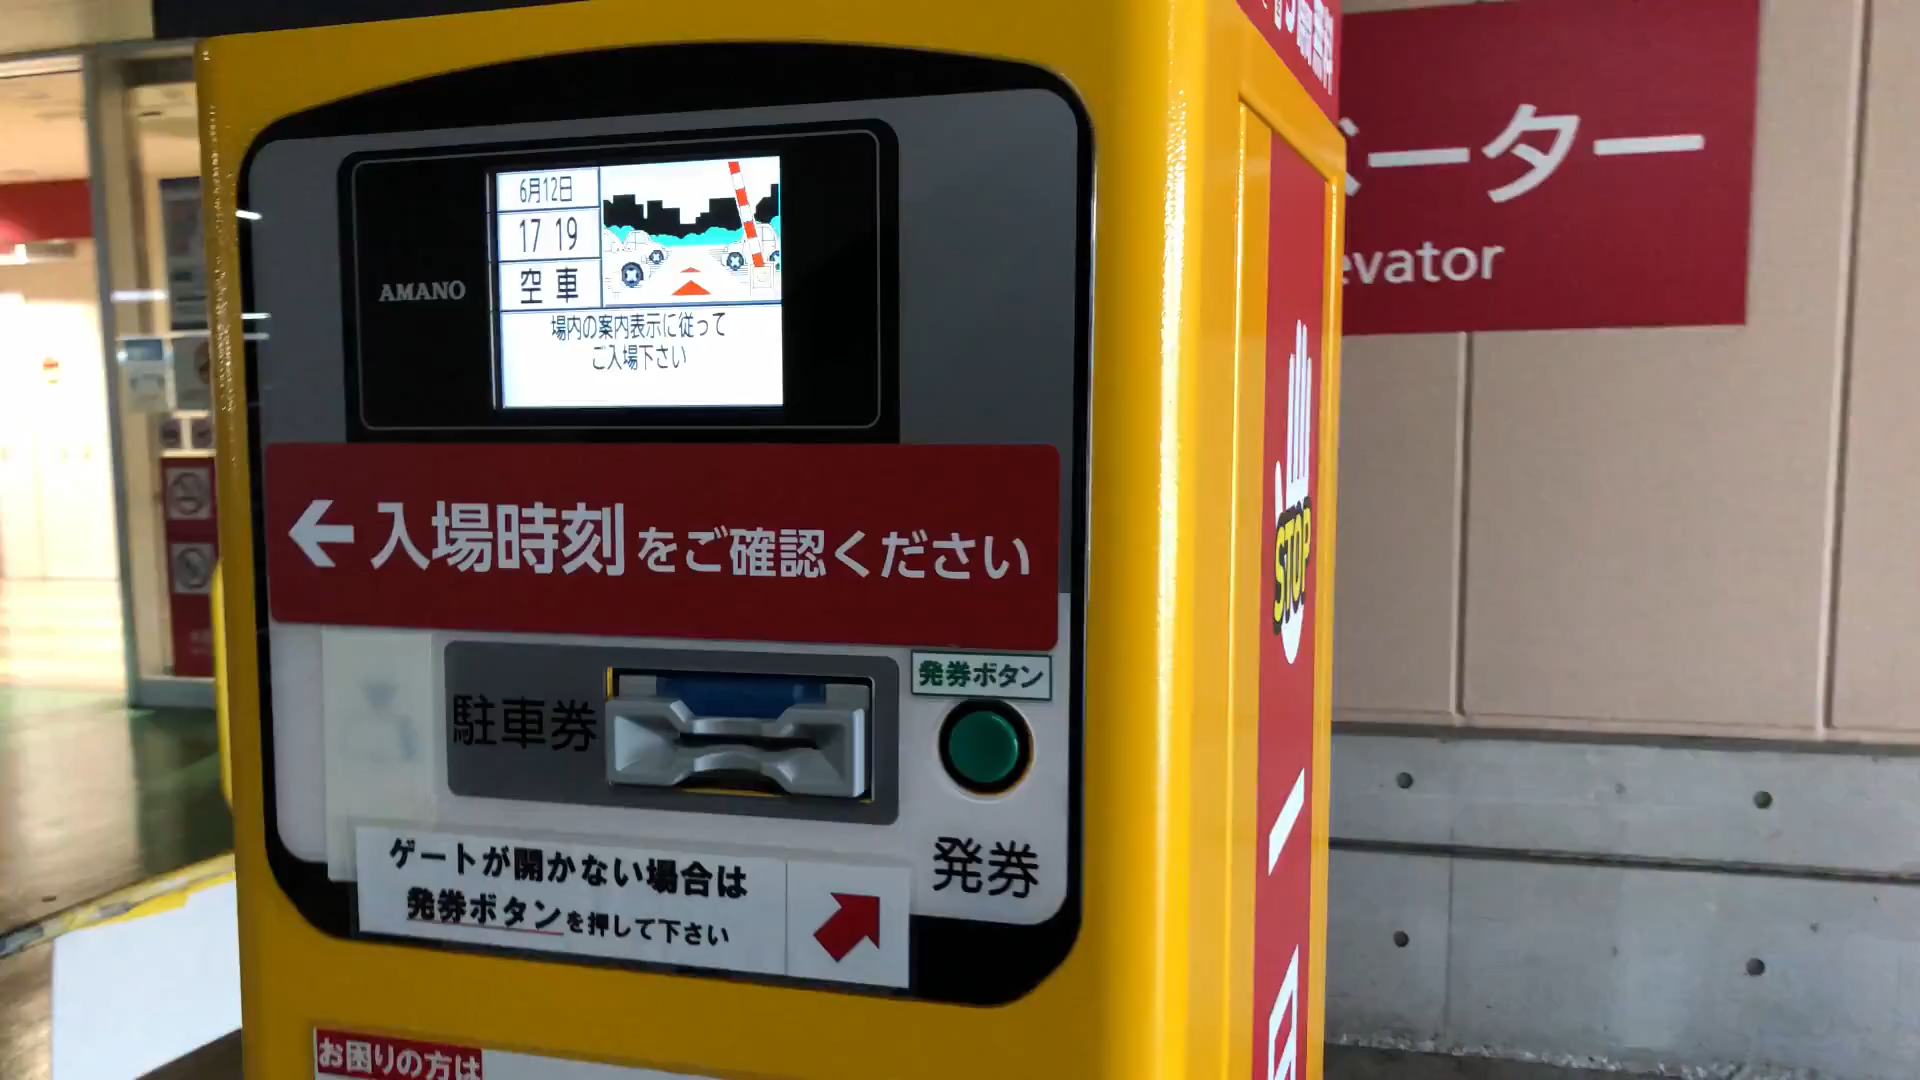 6月12日
17 19
空車
場内の案内表示に従って
ご入場下さい
AMANO
←入場時刻をご確認ください
駐車券
発券ボタン
発券
ゲートが開かない場合は
発券ボタンを押して下さい
お困りの方は
STOP
ベーター
evator